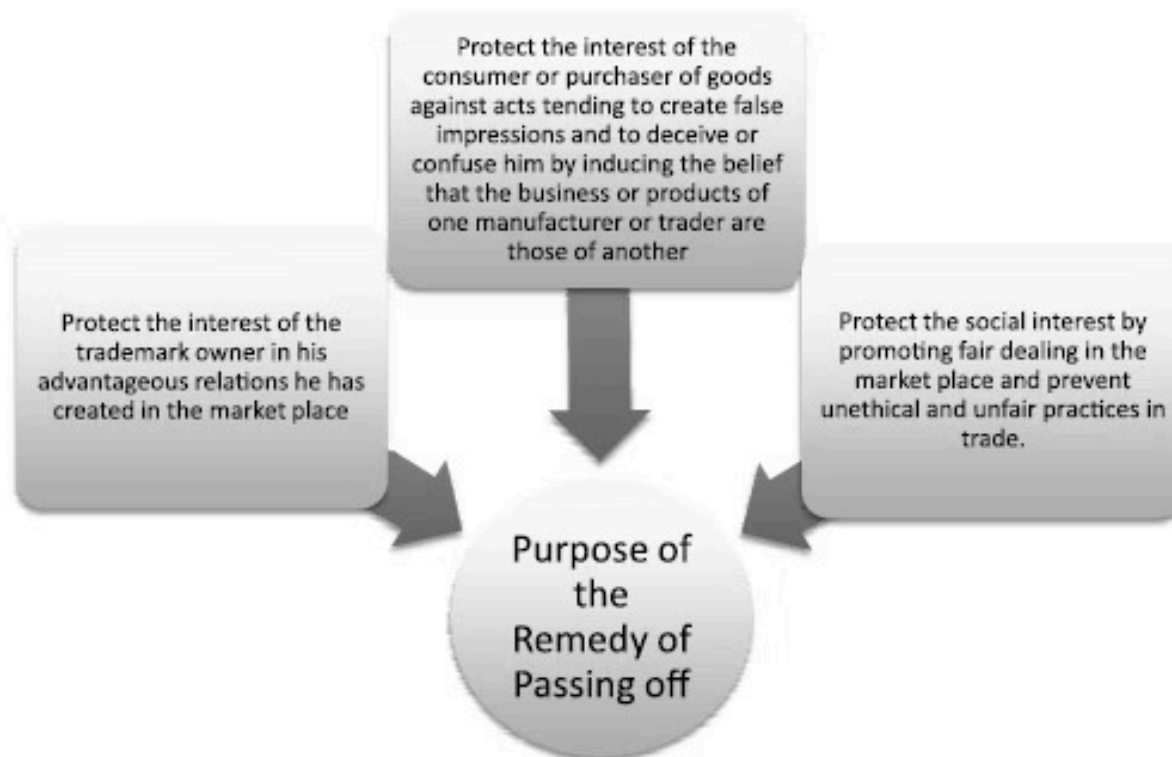 Protect the interest of the
consumer or purchaser of goods
against acts tending to create false
impressions and to deceive or
confuse him by inducing the belief
that the business or products of
one manufacturer or trader are
those of another
Protect the interest of the
trademark owner in his
advantageous relations he has
created in the market place
Protect the social interest by
promoting fair dealing in the
market place and prevent
unethical and unfair practices in
trade.
Purpose of
the
Remedy of
Passing off